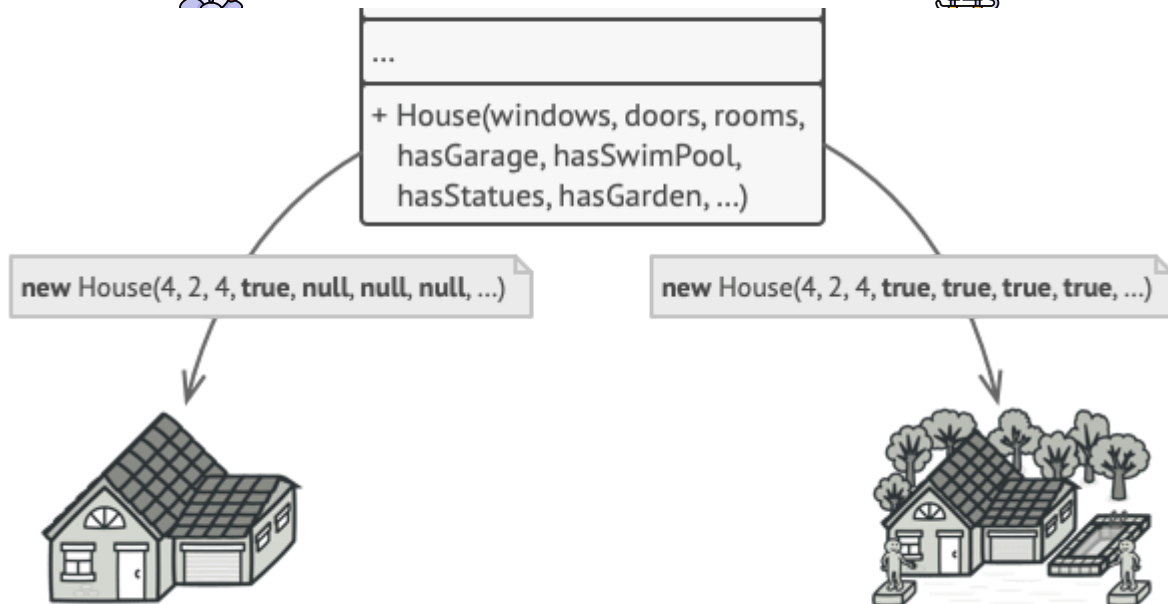 ...
+ House(windows, doors, rooms,
hasGarage, hasSwimPool,
hasStatues, hasGarden, ...)
new House(4, 2, 4, true, null, null, null, ...)
new House(4, 2, 4, true, true, true, true, ...)